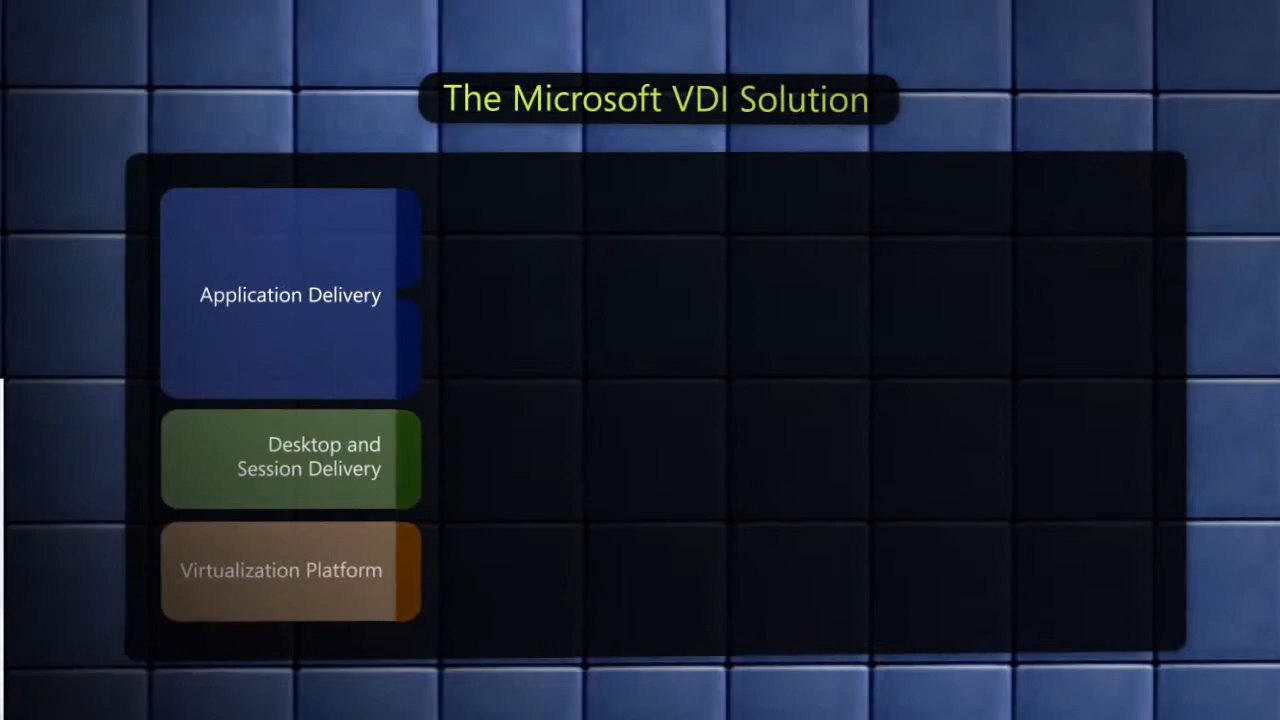 The Microsoft VDI Solution
Application Delivery
Desktop and
Session Delivery
Virtualization Platform